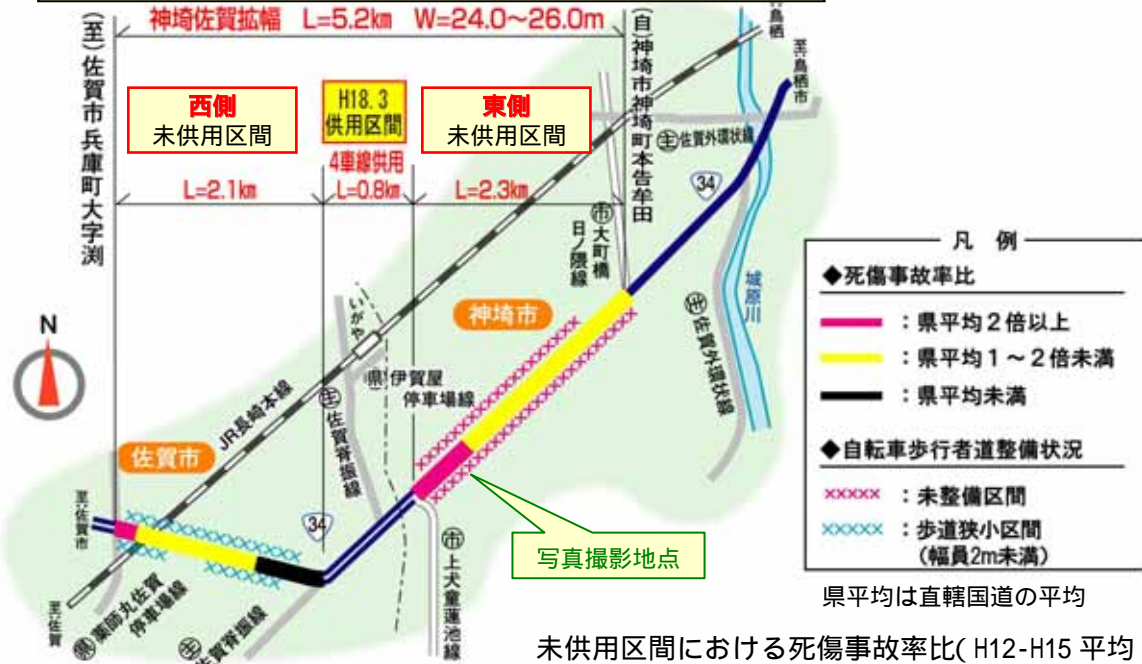 神埼佐賀拡幅 L=5.2km W=24.0～26.0m
(至)佐賀市兵庫町大字渕
(自)神埼市神埼町本告牟田
至鳥栖
至鳥栖市
西側
未供用区間
H18.3
供用区間
東側
未供用区間
4車線供用
L=2.1km
L=0.8km
L=2.3km
㊤佐賀外環状線
34
㊞大町橋
日ノ隈線
城原川
佐賀外環状線
N
いがや
神埼市
県伊賀屋
停車場線
JR長崎本線
主佐賀脊振線
佐賀市
至佐賀市
34
写真撮影地点
市上犬童蓮池線
至佐賀
県薬師丸佐賀
停車場線
主佐賀脊振線
凡 例
◆死傷事故率比
：県平均2倍以上
：県平均1～2倍未満
：県平均未満
◆自転車歩行者道整備状況
×××××：未整備区間
×××××：歩道狭小区間
(幅員2m未満)
県平均は直轄国道の平均
未供用区間における死傷事故率比(H12-H15平均